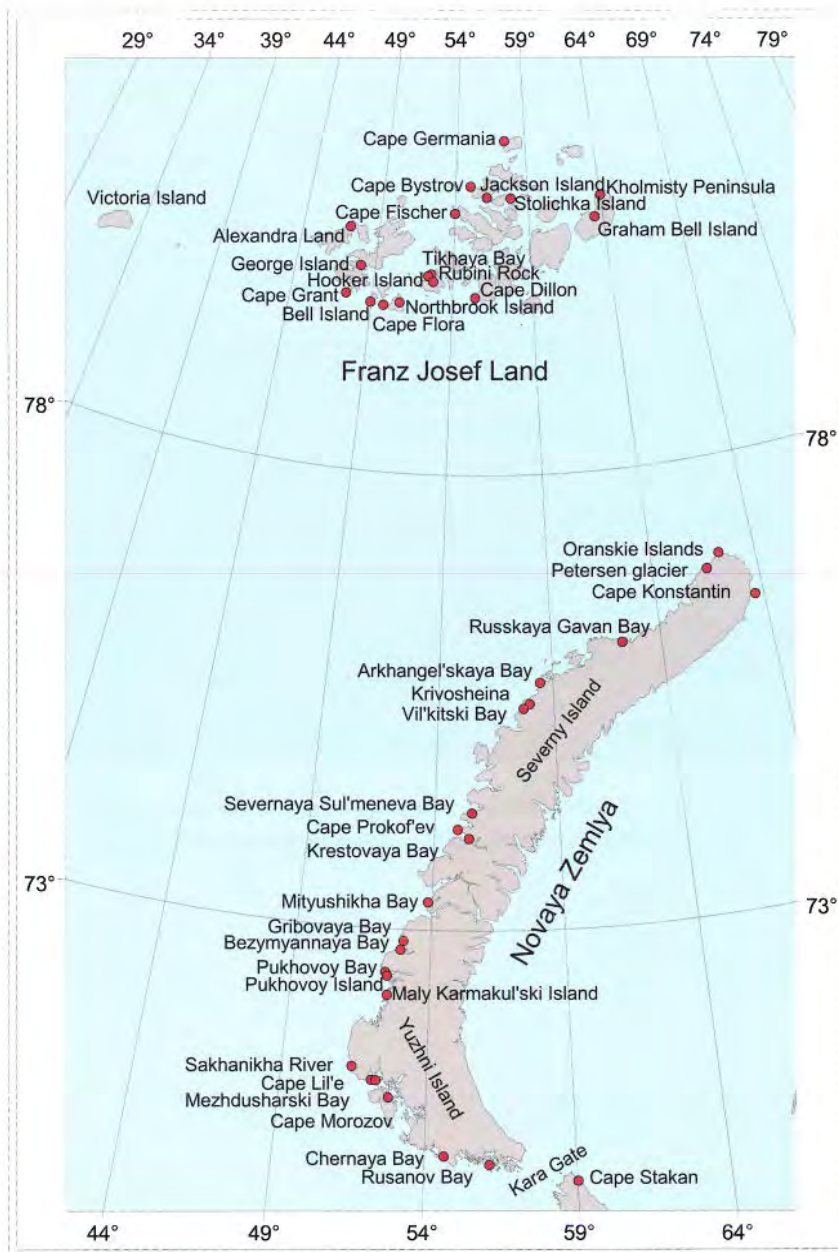 29° 34° 39° 44° 49° 54° 59° 64° 69° 74° 79°
Cape Germania
Cape Bystrov
Jackson Island
Kholmisty Peninsula
Victoria Island
Stolichka Island
Cape Fischer
Graham Bell Island
Alexandra Land
Tikhaya Bay
George Island
Rubini Rock
Hooker Island
Cape Dillon
Cape Grant
Northbrook Island
Bell Island
Cape Flora
Franz Josef Land
78°
78°
Oranskie Islands
Petersen glacier
Cape Konstantin
Russkaya Gavan Bay
Arkhangel'skaya Bay
Krivosheina
Vil'kitski Bay
Severny Island
Severnaya Sul'meneva Bay
Cape Prokof'ev
Krestovaya Bay
Novaya Zemlya
73°
73°
Mityushikha Bay
Gribovaya Bay
Bezymyannaya Bay
Pukhovoy Bay
Pukhovoy Island
Maly Karmakul'ski Island
Yuzhni Island
Sakhanikha River
Cape Lil'e
Mezhdusharski Bay
Cape Morozov
Chernaya Bay
Rusanov Bay
Kara Gate
Cape Stakan
44° 49° 54° 59° 64°